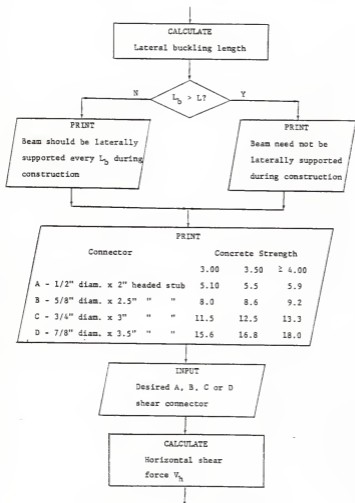 CALCULATE
Lateral buckling length
N
L_b > L?
Y
PRINT
Beam should be laterally
supported every L_b during
construction
PRINT
Beam need not be
laterally supported
during construction
PRINT
Connector Concrete Strength
3.00 3.50 ≥ 4.00
A - 1/2" diam. x 2" headed stub 5.10 5.5 5.9
B - 5/8" diam. x 2.5" " " 8.0 8.6 9.2
C - 3/4" diam. x 3" " " 11.5 12.5 13.3
D - 7/8" diam. x 3.5" " " 15.6 16.8 18.0
INPUT
Desired A, B, C or D
shear connector
CALCULATE
Horizontal shear
force V_h